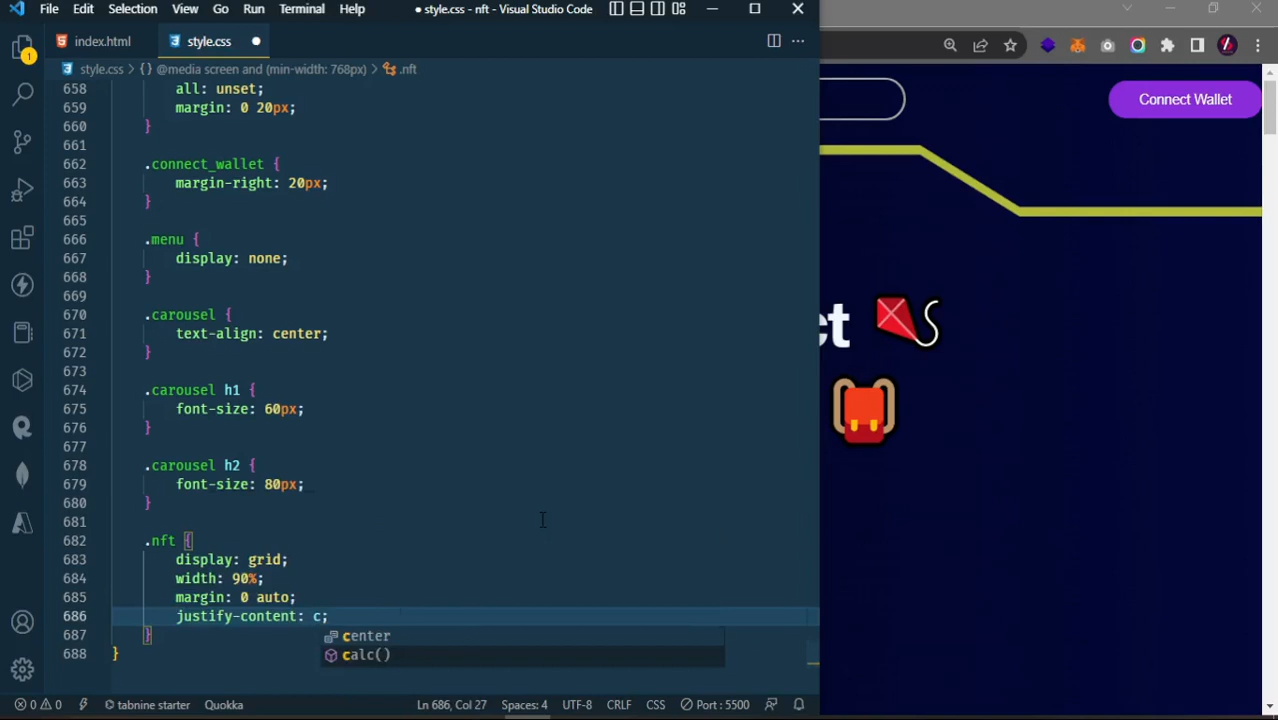 File Edit Selection View Go Run Terminal Help ● style.css - nft - Visual Studio Code
index.html style.css
style.css > {} @media screen and (min-width: 768px) > .nft
658 all: unset;
659 margin: 0 20px;
660 }
661
662 .connect_wallet {
663 margin-right: 20px;
664 }
665
666 .menu {
667 display: none;
668 }
669
670 .carousel {
671 text-align: center;
672 }
673
674 .carousel h1 {
675 font-size: 60px;
676 }
677
678 .carousel h2 {
679 font-size: 80px;
680 }
681
682 .nft {
683 display: grid;
684 width: 90%;
685 margin: 0 auto;
686 justify-content: c;
687 }
688 }
center
calc()
1
0 0 tabnine starter Quokka Ln 686, Col 27 Spaces: 4 UTF-8 CRLF CSS Port : 5500
Connect Wallet
ct